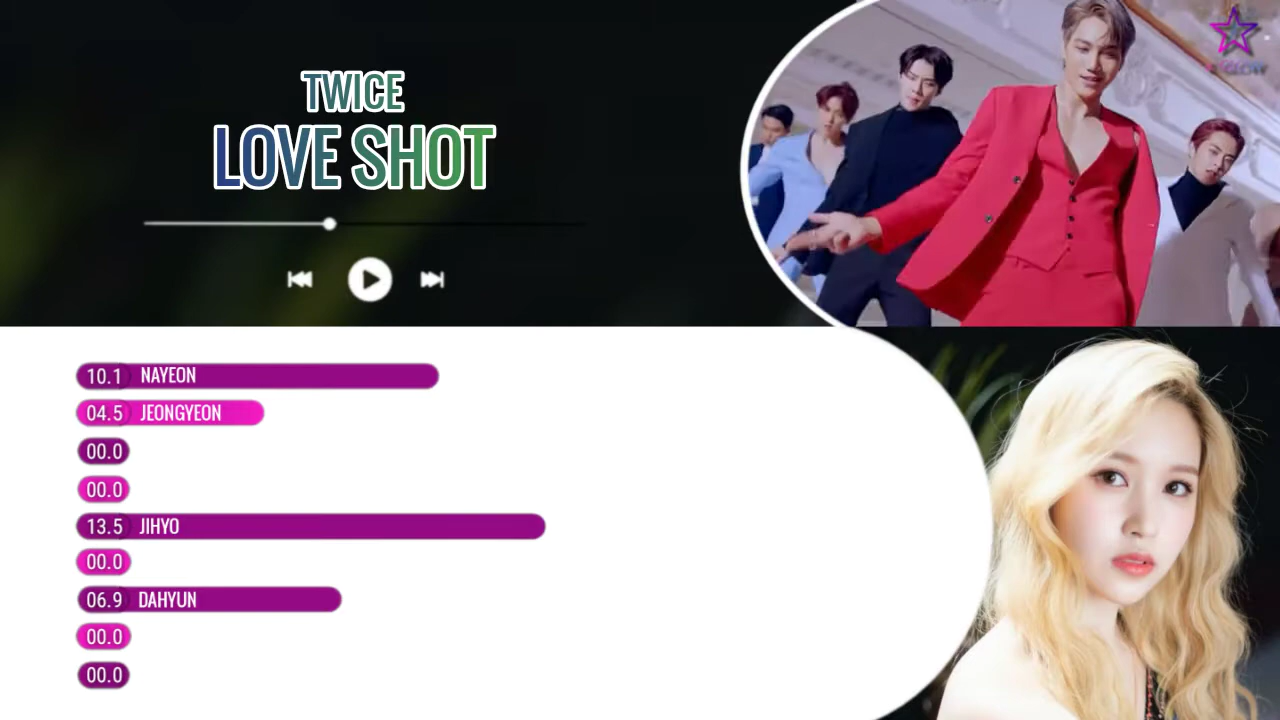 TWICE
LOVE SHOT
10.1 NAYEON
04.5 JEONGYEON
00.0
00.0
13.5 JIHYO
00.0
06.9 DAHYUN
00.0
00.0